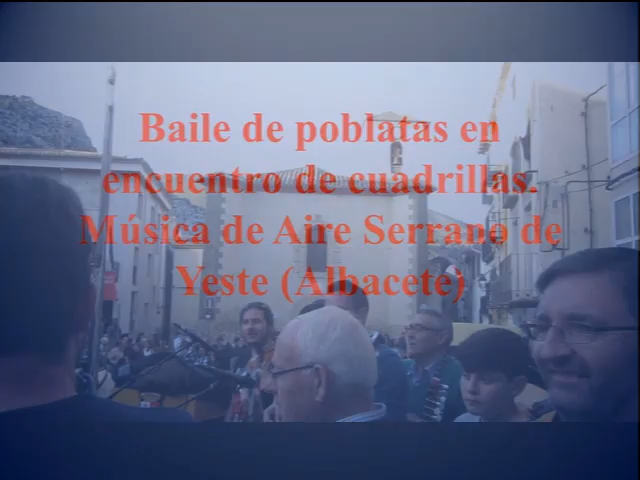 Baile de poblatas en
encuentro de cuadrillas.
Música de Aire Serrano de
Yeste (Albacete)